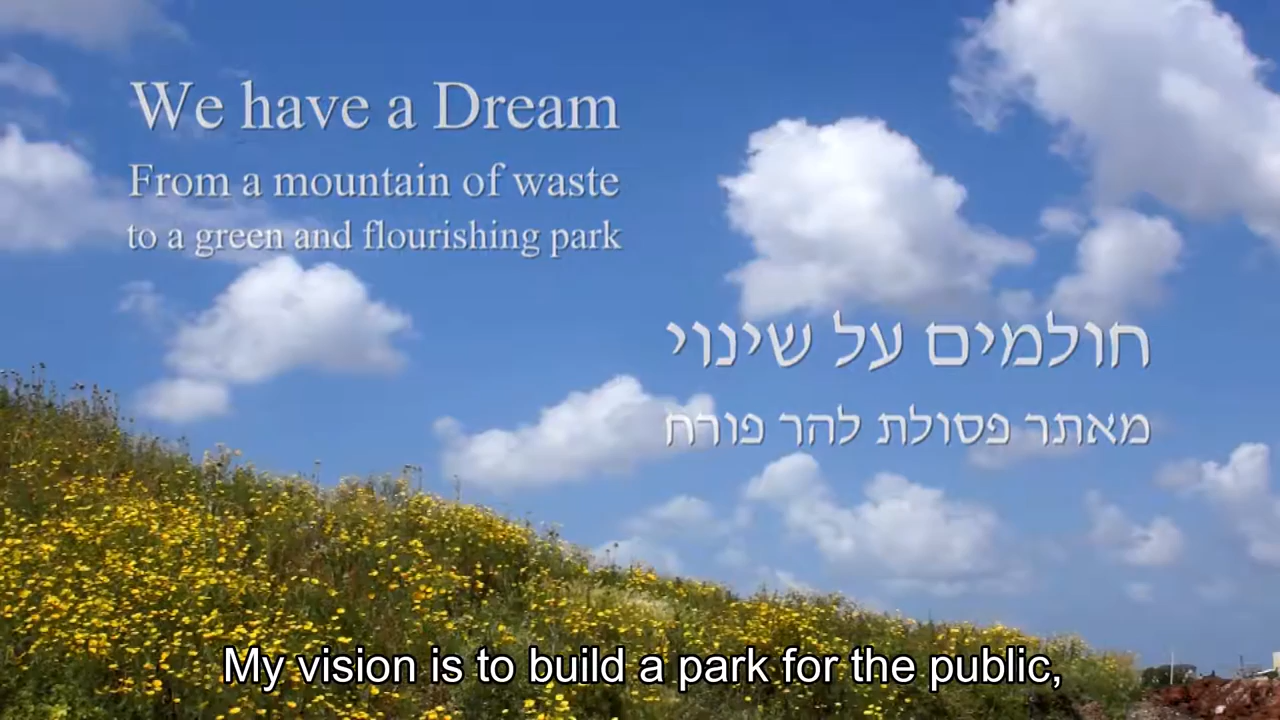 We have a Dream
From a mountain of waste
to a green and flourishing park
חולמים על שינוי
מאתר פסולת להר פורח
My vision is to build a park for the public,